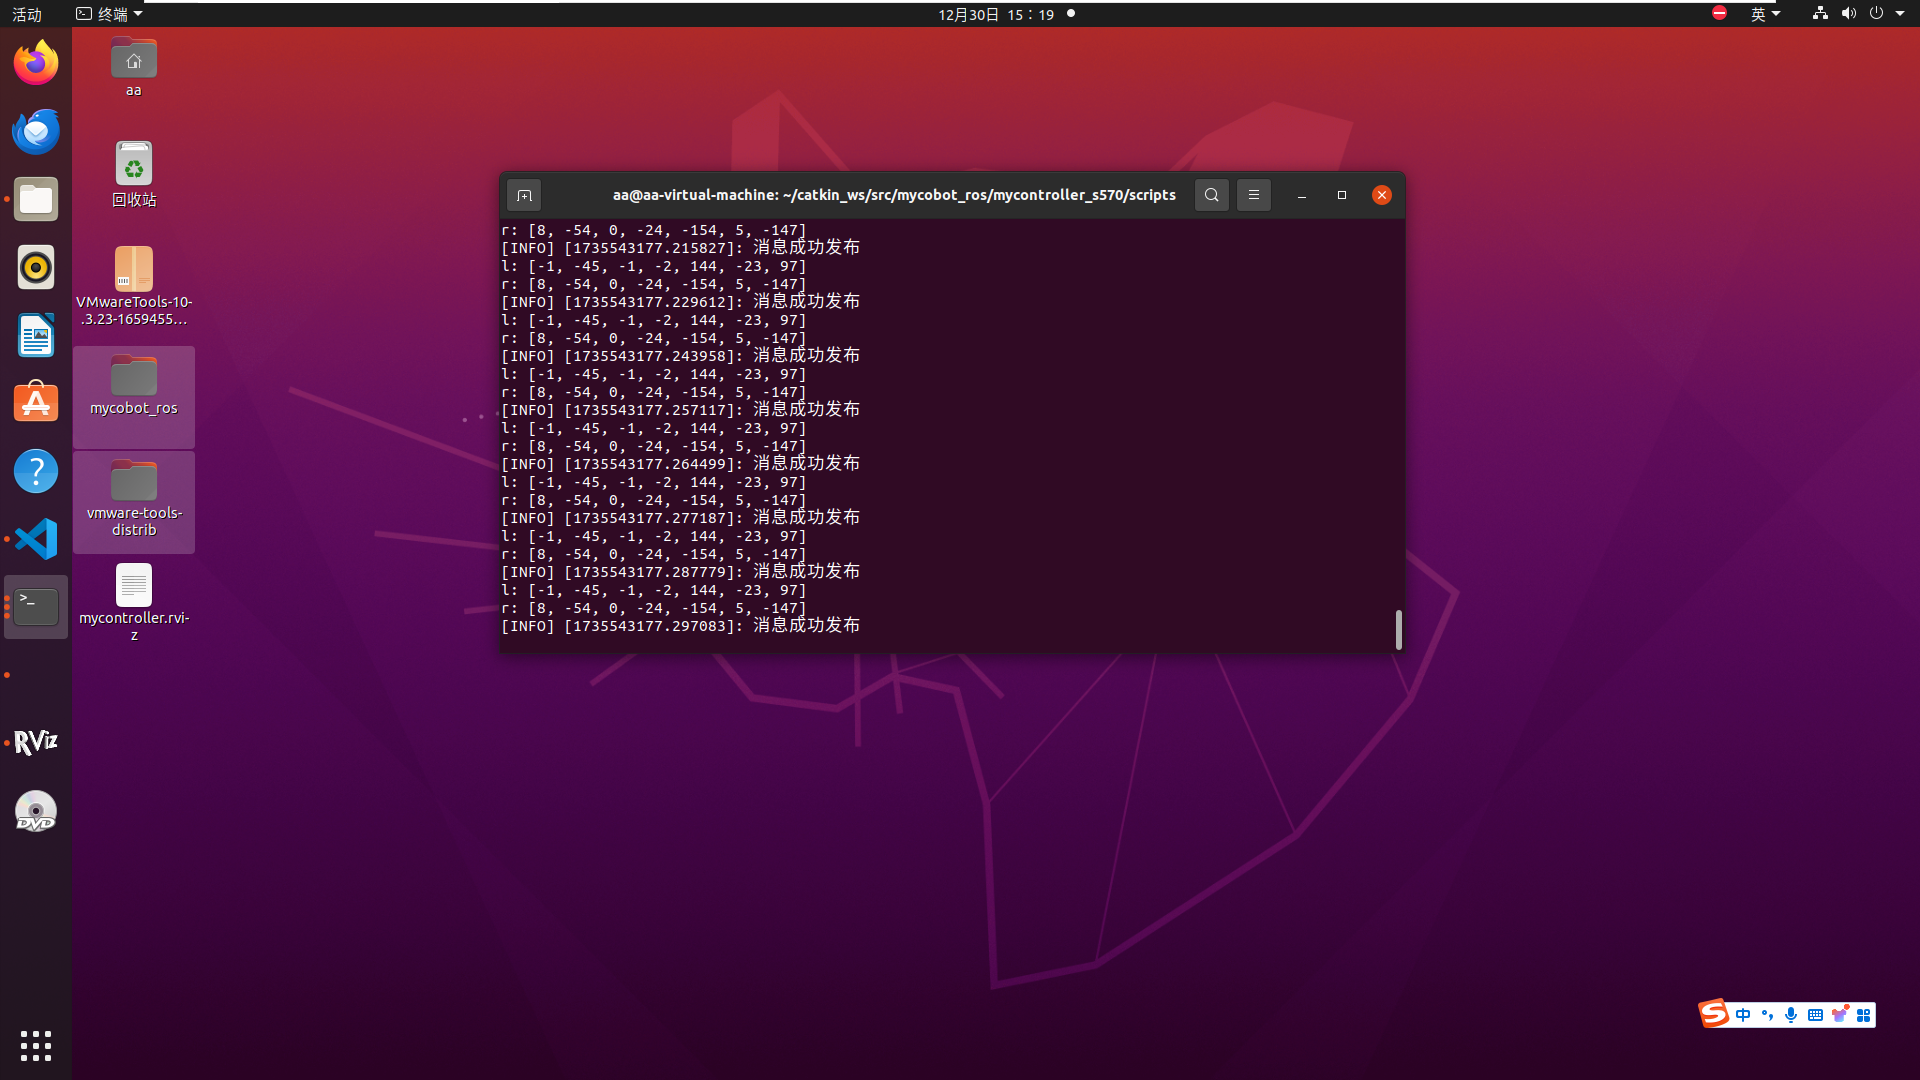 活动
终端
12月30日 15：19
英
aa
回收站
VMwareTools-10-
.3.23-1659455…
mycobot_ros
vmware-tools-
distrib
mycontroller.rvi-
z
RViz
DVD
aa@aa-virtual-machine: ~/catkin_ws/src/mycobot_ros/mycontroller_s570/scripts
r: [8, -54, 0, -24, -154, 5, -147]
[INFO] [1735543177.215827]: 消息成功发布
l: [-1, -45, -1, -2, 144, -23, 97]
r: [8, -54, 0, -24, -154, 5, -147]
[INFO] [1735543177.229612]: 消息成功发布
l: [-1, -45, -1, -2, 144, -23, 97]
r: [8, -54, 0, -24, -154, 5, -147]
[INFO] [1735543177.243958]: 消息成功发布
l: [-1, -45, -1, -2, 144, -23, 97]
r: [8, -54, 0, -24, -154, 5, -147]
[INFO] [1735543177.257117]: 消息成功发布
l: [-1, -45, -1, -2, 144, -23, 97]
r: [8, -54, 0, -24, -154, 5, -147]
[INFO] [1735543177.264499]: 消息成功发布
l: [-1, -45, -1, -2, 144, -23, 97]
r: [8, -54, 0, -24, -154, 5, -147]
[INFO] [1735543177.277187]: 消息成功发布
l: [-1, -45, -1, -2, 144, -23, 97]
r: [8, -54, 0, -24, -154, 5, -147]
[INFO] [1735543177.287779]: 消息成功发布
l: [-1, -45, -1, -2, 144, -23, 97]
r: [8, -54, 0, -24, -154, 5, -147]
[INFO] [1735543177.297083]: 消息成功发布
中